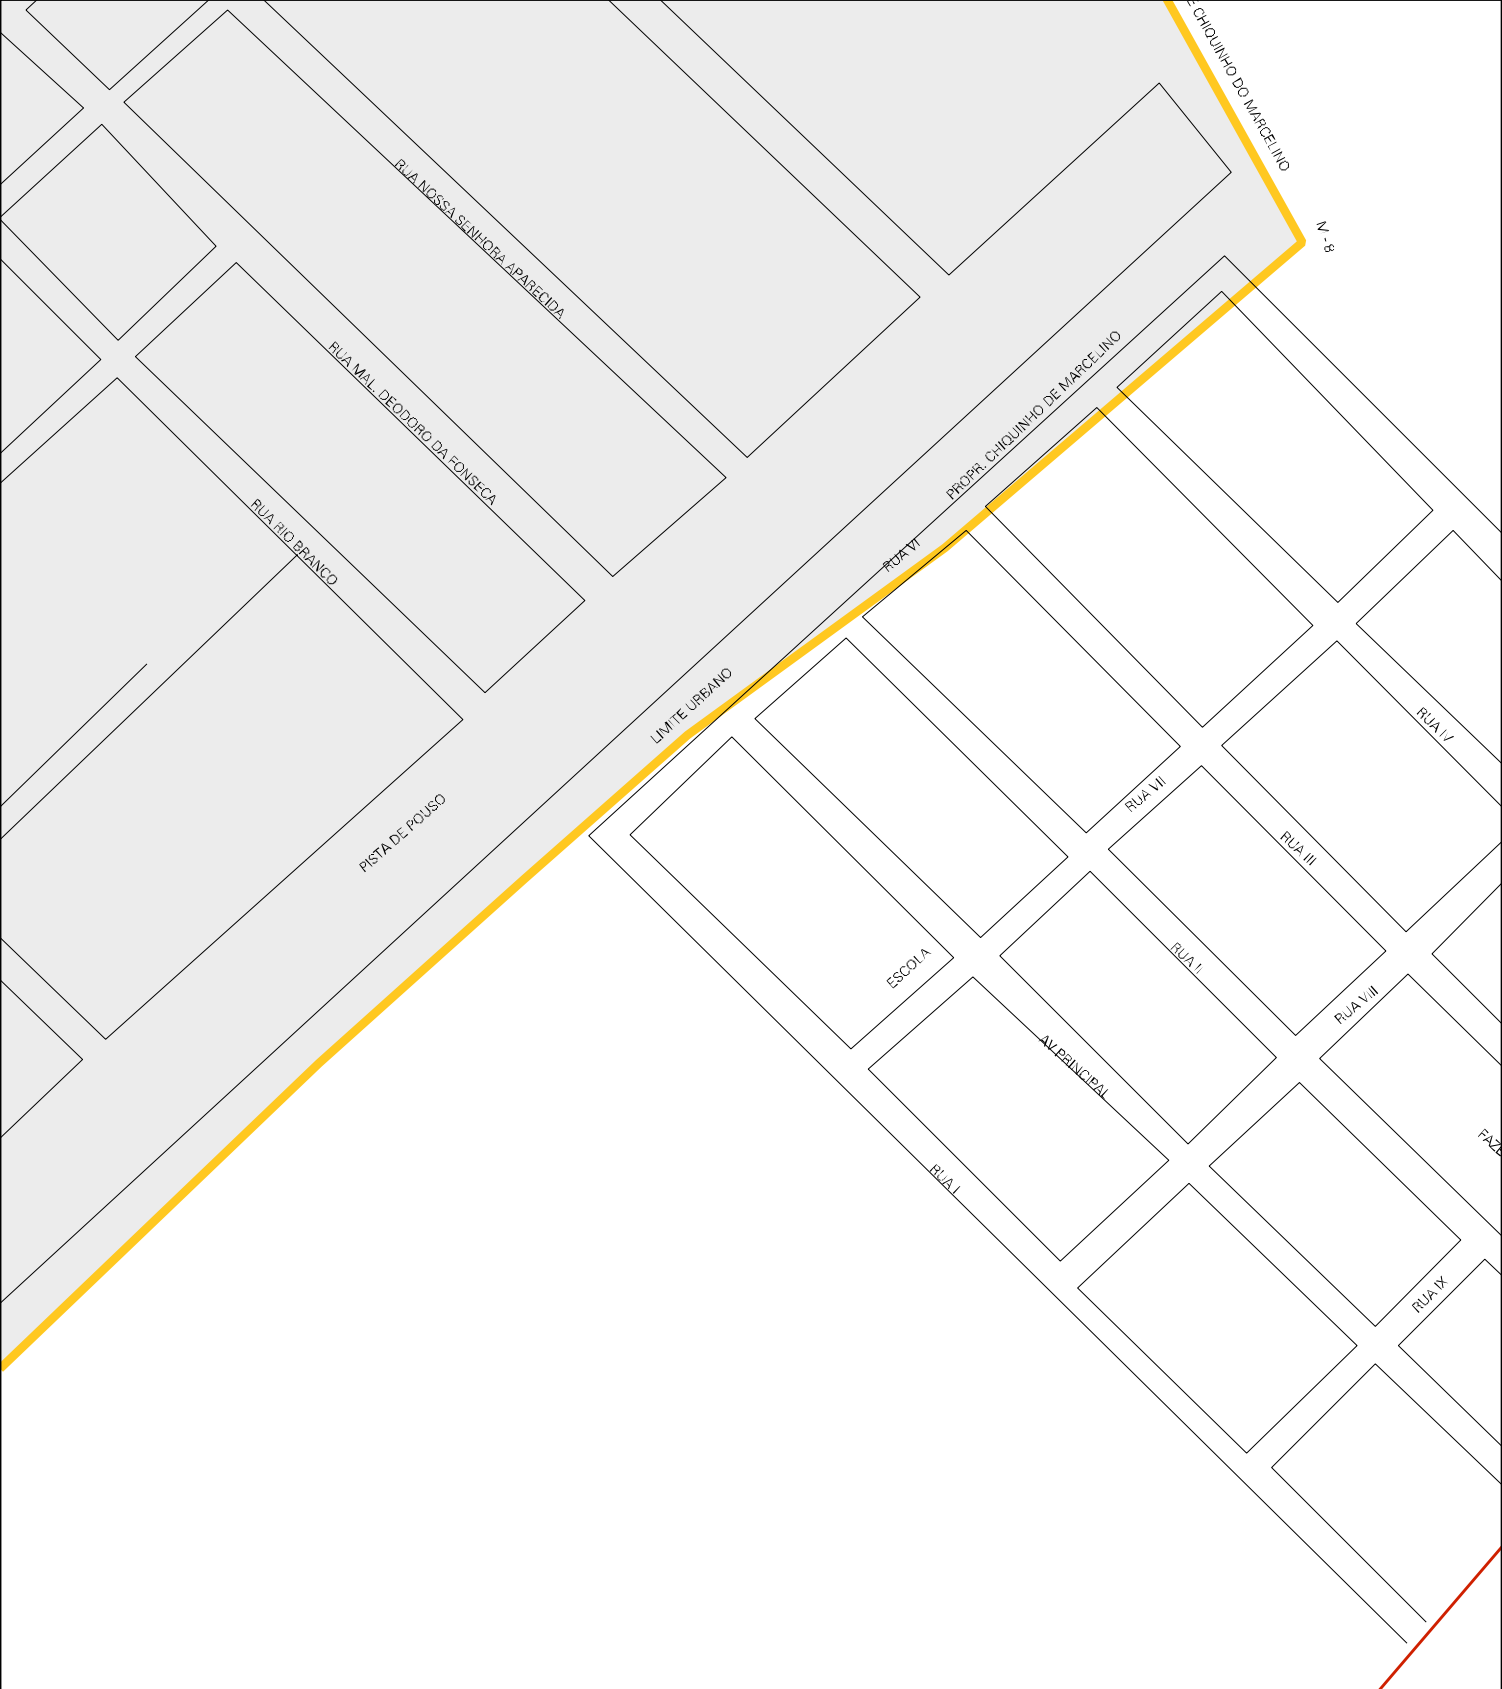 E CHIQUINHO DO MARCELINO
IV - 8
RUA NOSSA SENHORA APARECIDA
RUA MAL. DEODORO DA FONSECA
PROPR. CHIQUINHO DE MARCELINO
RUA RIO BRANCO
RUA VI
LIMITE URBANO
RUA IV
PISTA DE POUSO
RUA VII
RUA III
ESCOLA
RUA II
RUA VIII
AV.PRINCIPAL
FAZE
RUA I
RUA IX